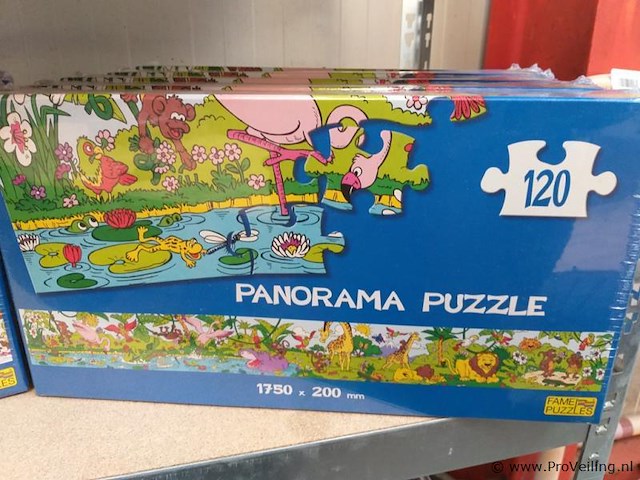 120
PANORAMA PUZZLE
1750 x 200 mm
FAME
PUZZLES
© www.ProVeiling.nl